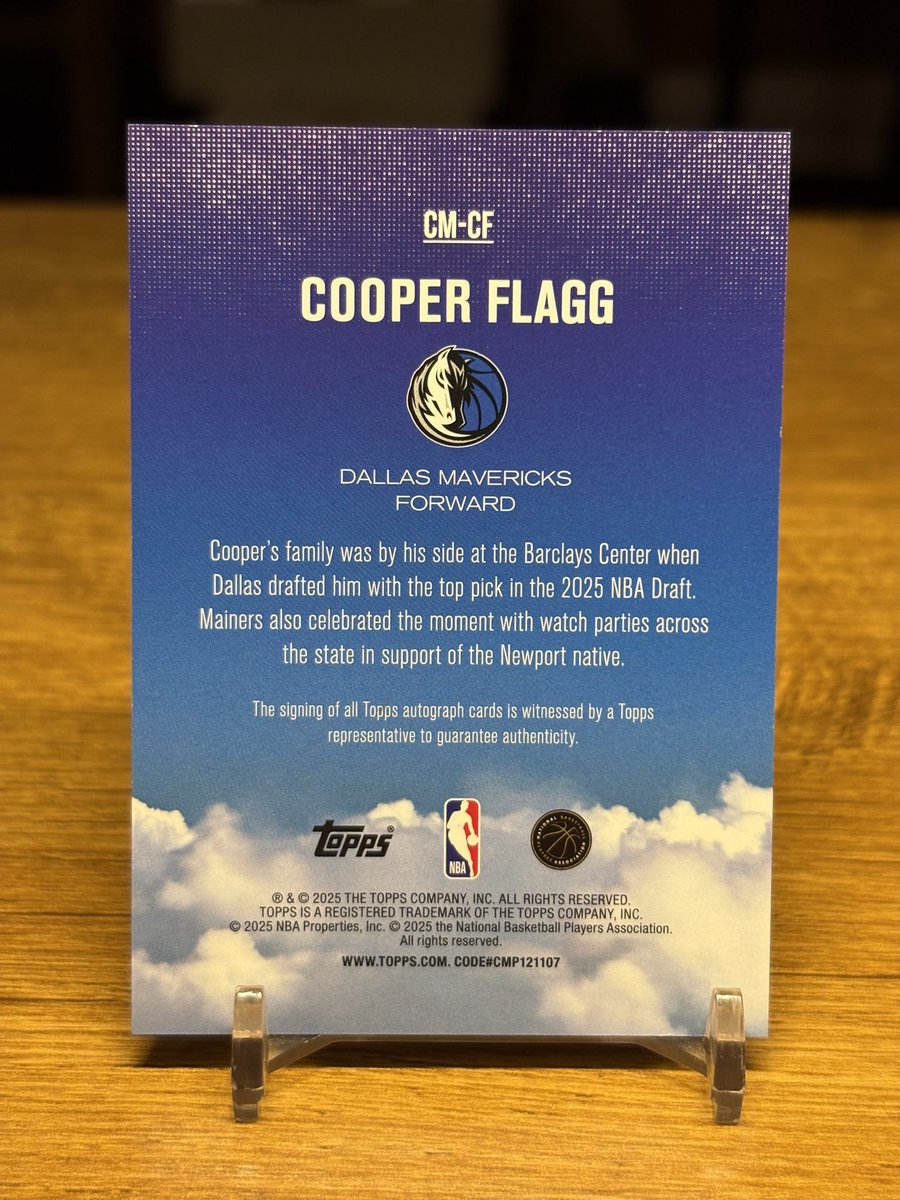 CM-CF
COOPER FLAGG
DALLAS MAVERICKS
FORWARD
Cooper's family was by his side at the Barclays Center when
Dallas drafted him with the top pick in the 2025 NBA Draft.
Mainers also celebrated the moment with watch parties across
the state in support of the Newport native.
The signing of all Topps autograph cards is witnessed by a Topps
representative to guarantee authenticity.
Topps®
NBA
NATIONAL BASKETBALL
PLAYERS ASSOCIATION
® & © 2025 THE TOPPS COMPANY, INC. ALL RIGHTS RESERVED.
TOPPS IS A REGISTERED TRADEMARK OF THE TOPPS COMPANY, INC.
© 2025 NBA Properties, Inc. © 2025 the National Basketball Players Association.
All rights reserved.
WWW.TOPPS.COM. CODE#CMP121107